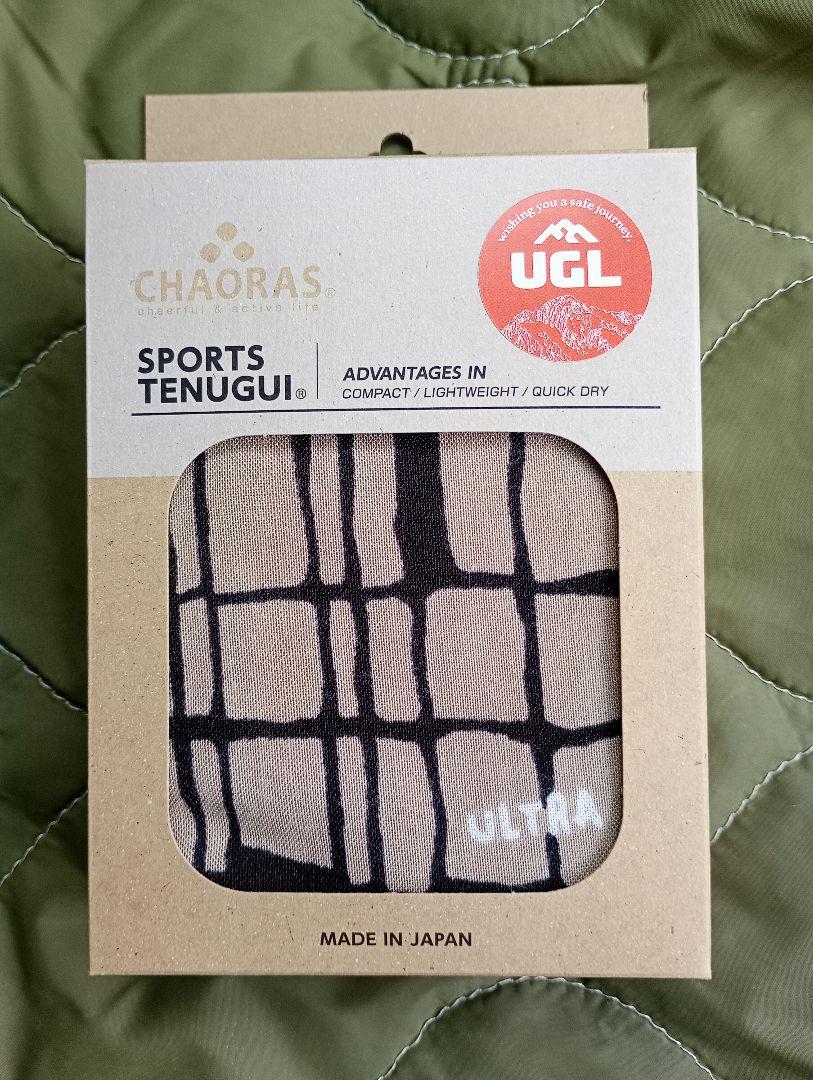 wishing you a safe journey.
UGL
CHAORAS®
cheerful & active life
SPORTS
TENUGUI®
ADVANTAGES IN
COMPACT / LIGHTWEIGHT / QUICK DRY
ULTRA
MADE IN JAPAN